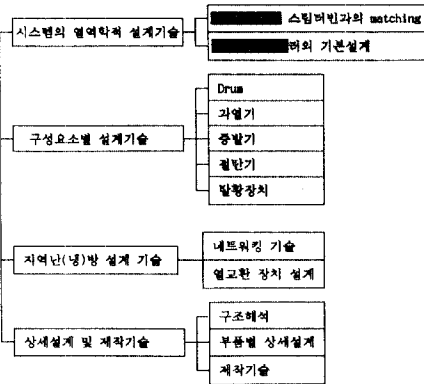 시스템의 열역학적 설계기술
스팀터빈과의 matching
터의 기본설계
구성요소별 설계기술
Drum
과열기
증발기
절탄기
탈황장치
지역난(냉)방 설계 기술
네트워킹 기술
열교환 장치 설계
상세설계 및 제작기술
구조해석
부품별 상세설계
제작기술